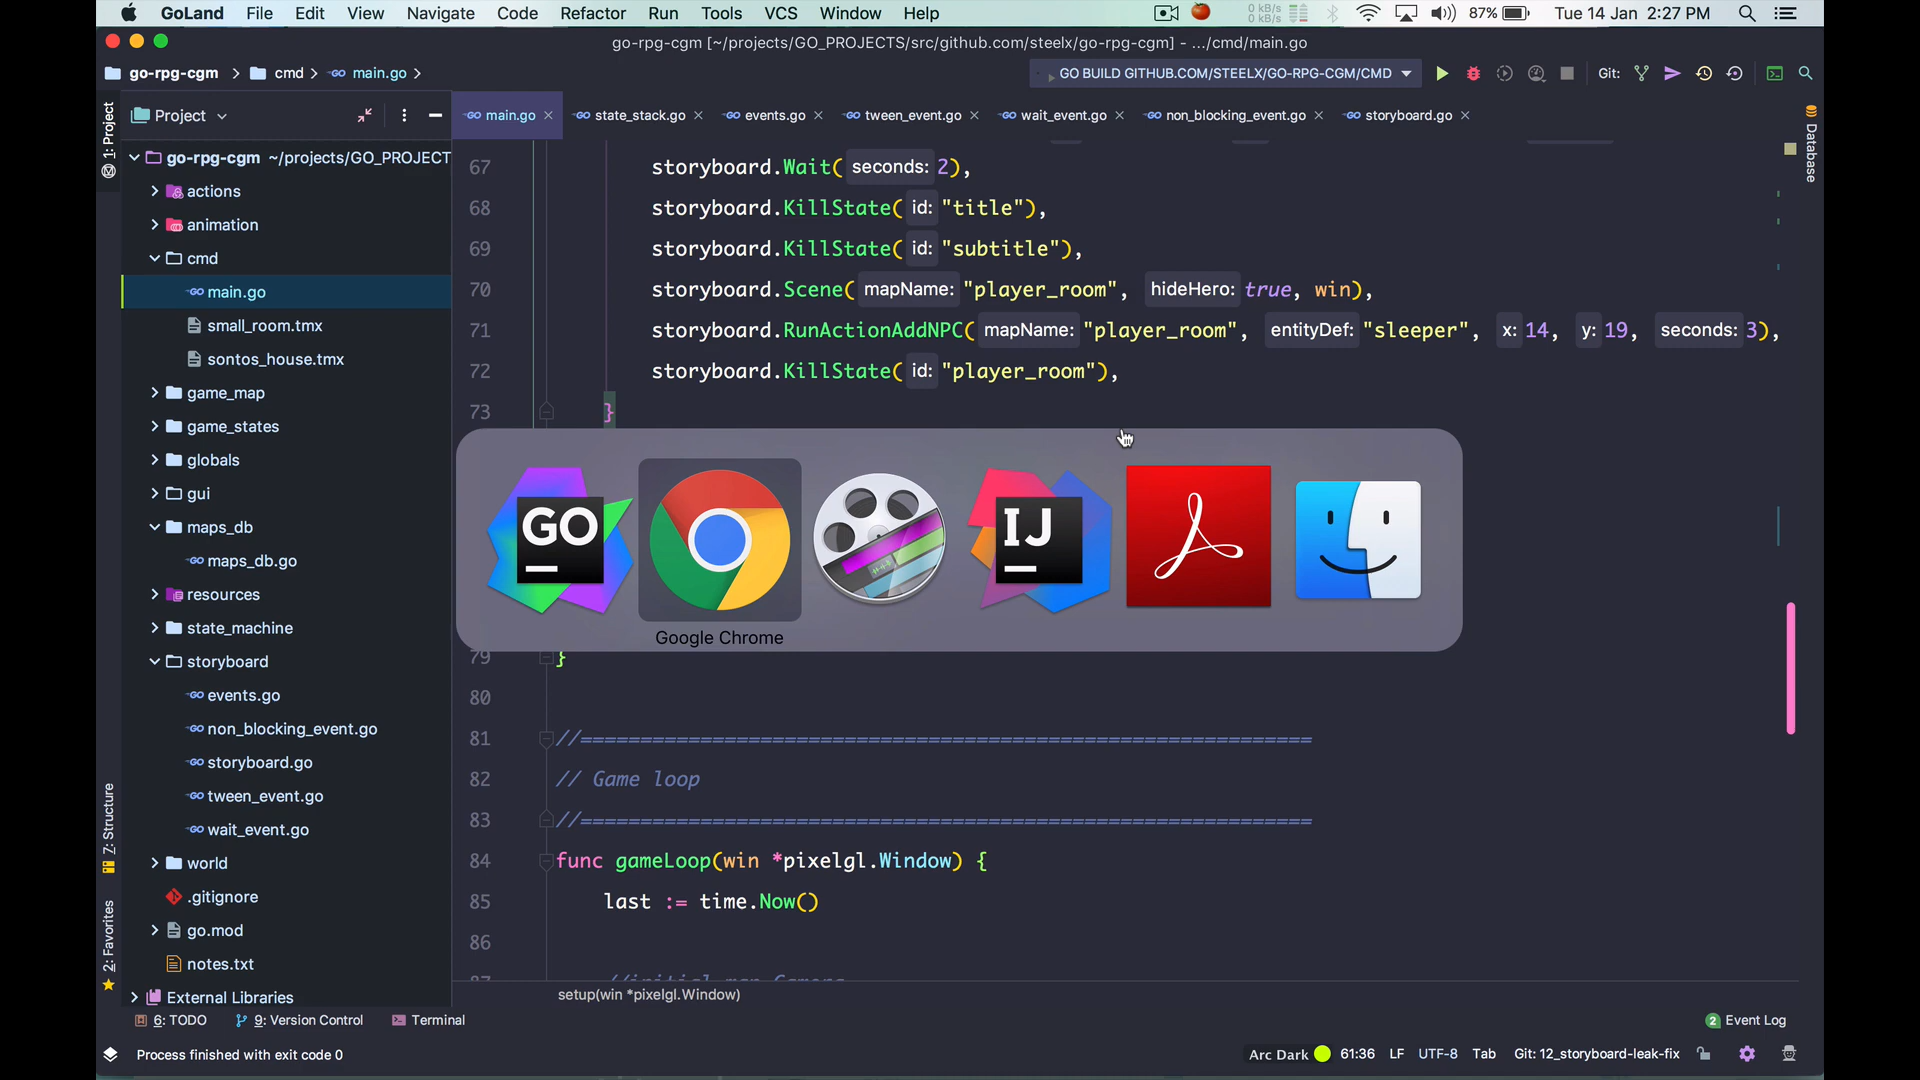 GoLand File Edit View Navigate Code Refactor Run Tools VCS Window Help 0 kB/s 0 kB/s 87% Tue 14 Jan 2:27 PM
go-rpg-cgm [~/projects/GO_PROJECTS/src/github.com/steelx/go-rpg-cgm] - .../cmd/main.go
go-rpg-cgm cmd main.go GO BUILD GITHUB.COM/STEELX/GO-RPG-CGM/CMD Git:
1: Project
Project
main.go state_stack.go events.go tween_event.go wait_event.go non_blocking_event.go storyboard.go
Database
go-rpg-cgm ~/projects/GO_PROJECT
actions
animation
cmd
main.go
small_room.tmx
sontos_house.tmx
game_map
game_states
globals
gui
maps_db
maps_db.go
resources
state_machine
storyboard
events.go
non_blocking_event.go
storyboard.go
tween_event.go
wait_event.go
world
.gitignore
go.mod
notes.txt
External Libraries
7: Structure
2: Favorites
67 storyboard.Wait( seconds: 2),
68 storyboard.KillState( id: "title"),
69 storyboard.KillState( id: "subtitle"),
70 storyboard.Scene( mapName: "player_room", hideHero: true, win),
71 storyboard.RunActionAddNPC( mapName: "player_room", entityDef: "sleeper", x: 14, y: 19, seconds: 3),
72 storyboard.KillState( id: "player_room"),
73 }
GO
IJ
Google Chrome
79 }
80
81 //=============================================================
82 // Game loop
83 //=============================================================
84 func gameLoop(win *pixelgl.Window) {
85 last := time.Now()
86
setup(win *pixelgl.Window)
6: TODO 9: Version Control Terminal 2 Event Log
Process finished with exit code 0 Arc Dark 61:36 LF UTF-8 Tab Git: 12_storyboard-leak-fix